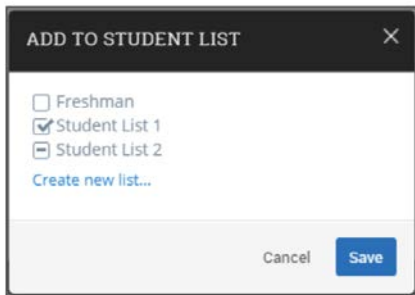 ADD TO STUDENT LIST
Freshman
Student List 1
Student List 2
Create new list...
Cancel Save